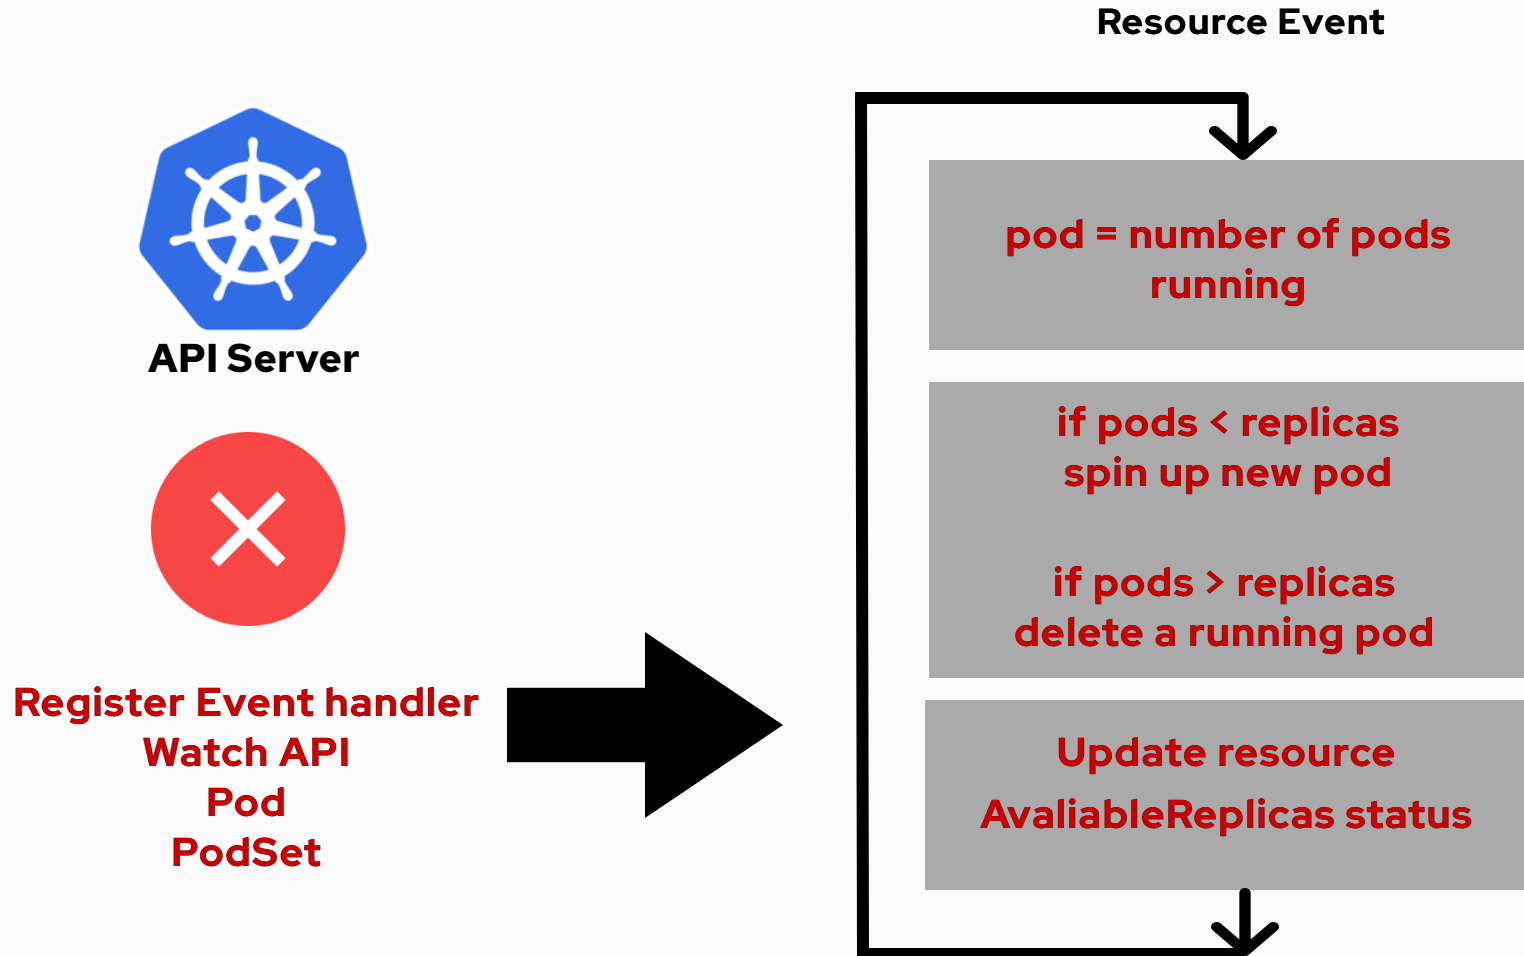 Resource Event
API Server
Register Event handler
Watch API
Pod
PodSet
pod = number of pods
running
if pods < replicas
spin up new pod
if pods > replicas
delete a running pod
Update resource
AvaliableReplicas status